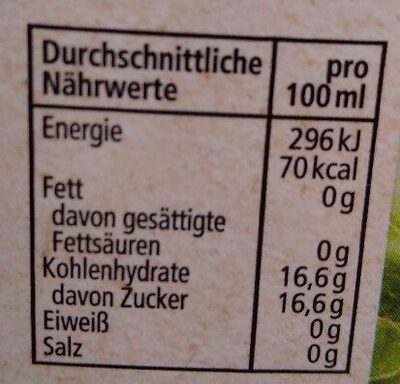 Durchschnittliche pro
Nährwerte 100 ml
Energie 296 kJ
70 kcal
Fett 0 g
davon gesättigte
Fettsäuren 0 g
Kohlenhydrate 16,6 g
davon Zucker 16,6 g
Eiweiß 0 g
Salz 0 g